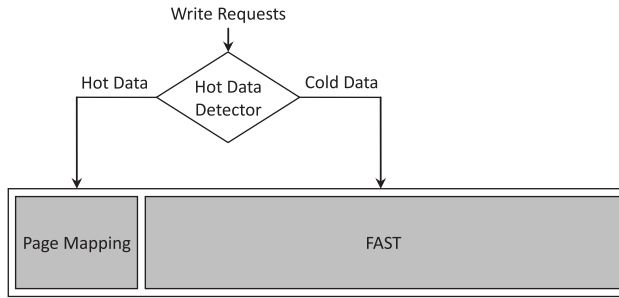 Write Requests
Hot Data
Hot Data
Detector
Cold Data
Page Mapping
FAST